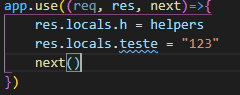 app.use((req, res, next)=>{
    res.locals.h = helpers
    res.locals.teste = "123"
    next()
})